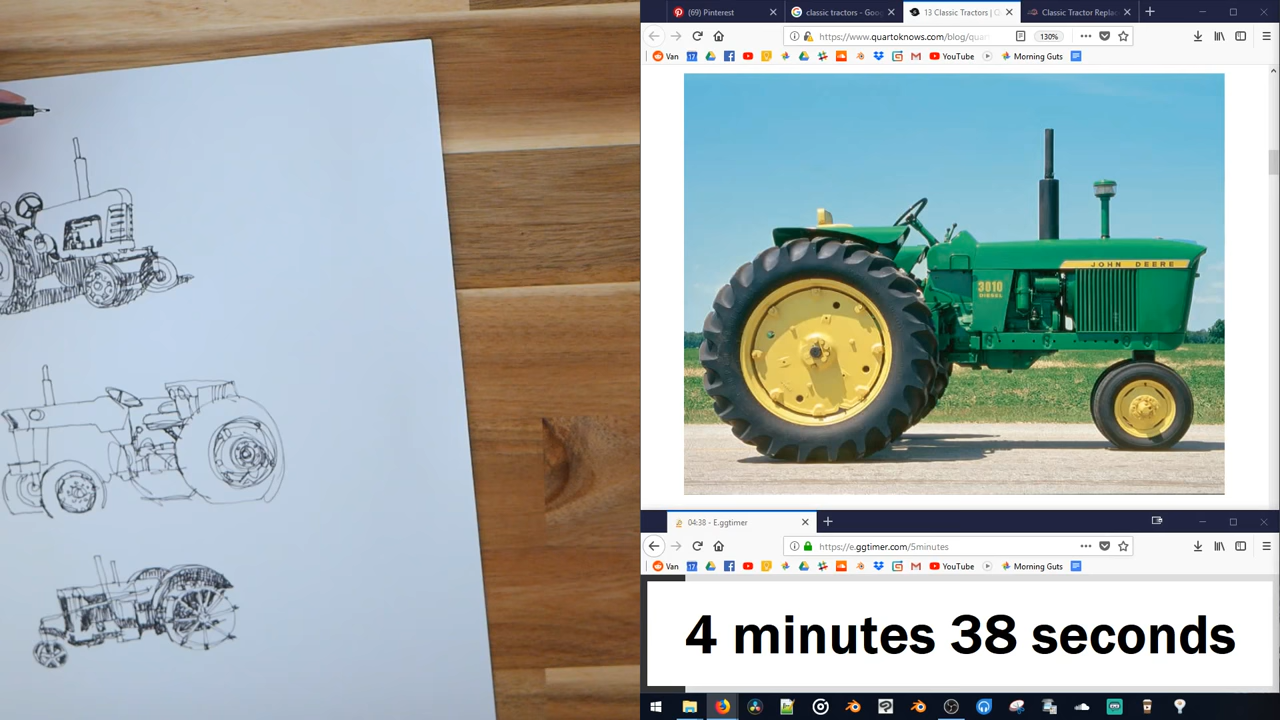 (69) Pinterest
classic tractors - Goo
13 Classic Tractors | O
Classic Tractor Replac
https://www.quartoknows.com/blog/quar
130%
Van
17
YouTube
Morning Guts
JOHN DEERE
3010
DIESEL
04:38 - E.ggtimer
https://e.ggtimer.com/5minutes
Van
17
YouTube
Morning Guts
4 minutes 38 seconds